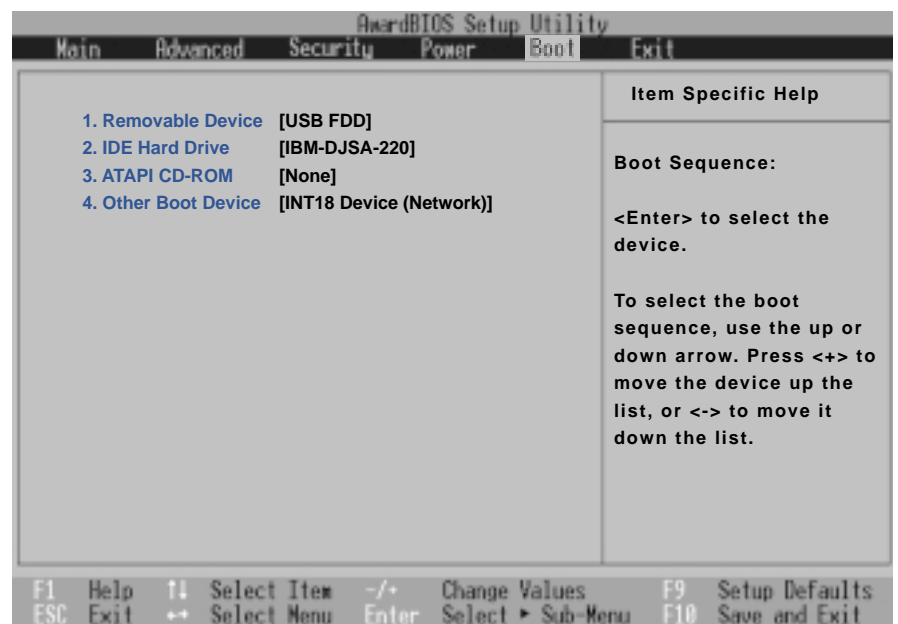 AwardBIOS Setup Utility
Main Advanced Security Power Boot Exit
1. Removable Device [USB FDD]
2. IDE Hard Drive [IBM-DJSA-220]
3. ATAPI CD-ROM [None]
4. Other Boot Device [INT18 Device (Network)]
Item Specific Help
Boot Sequence:
<Enter> to select the
device.
To select the boot
sequence, use the up or
down arrow. Press <+> to
move the device up the
list, or <-> to move it
down the list.
F1 Help ↑↓ Select Item -/+ Change Values F9 Setup Defaults
ESC Exit ←→ Select Menu Enter Select ► Sub-Menu F10 Save and Exit